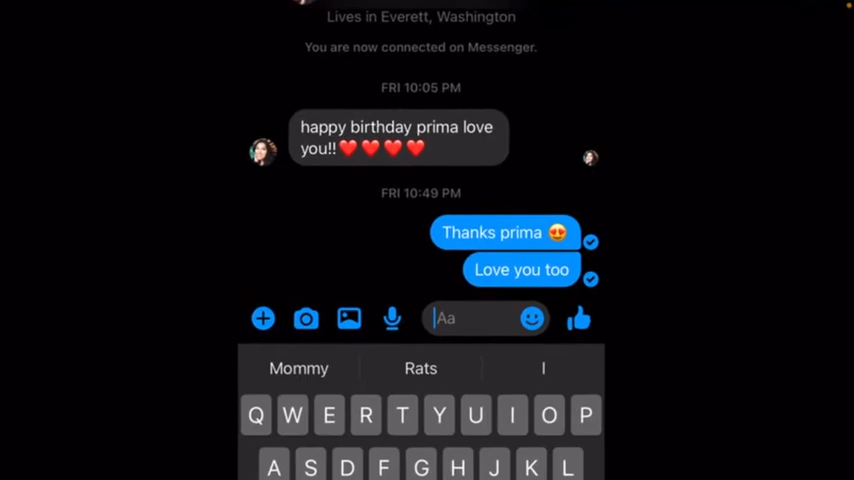 Lives in Everett, Washington
You are now connected on Messenger.
FRI 10:05 PM
happy birthday prima love
you!!❤️❤️❤️❤️
FRI 10:49 PM
Thanks prima 😍
Love you too
Aa
Mommy Rats I
Q W E R T Y U I O P
A S D F G H J K L